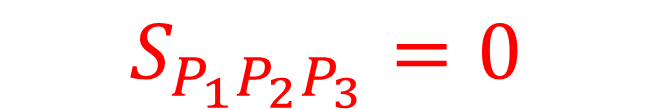 S_{P_1P_2P_3} = 0